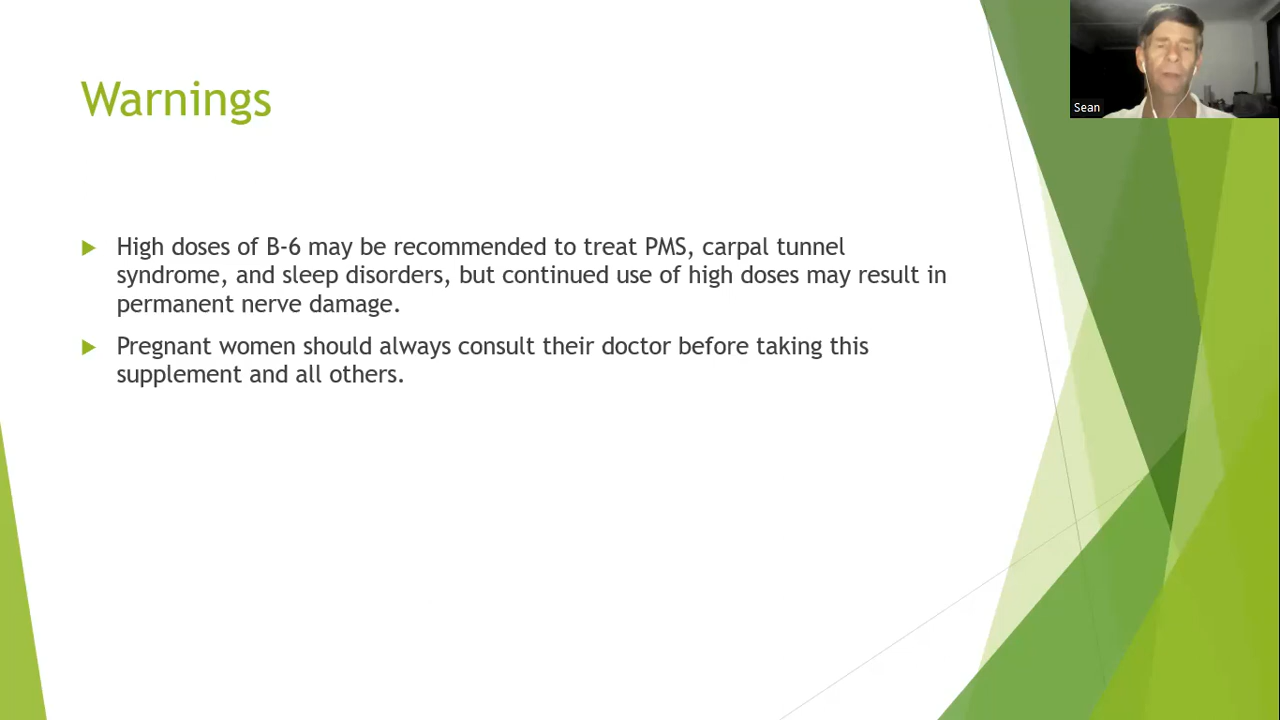 Warnings
Sean
High doses of B-6 may be recommended to treat PMS, carpal tunnel
syndrome, and sleep disorders, but continued use of high doses may result in
permanent nerve damage.
Pregnant women should always consult their doctor before taking this
supplement and all others.